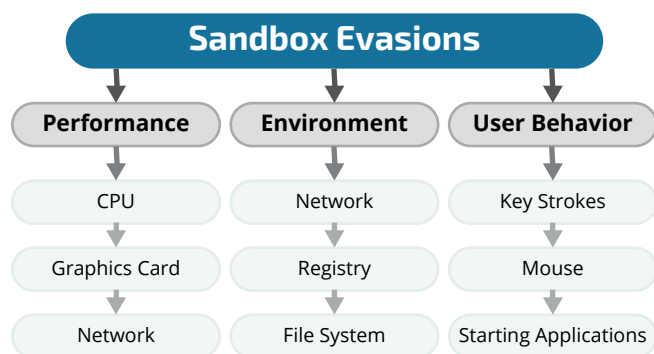 Sandbox Evasions
Performance
Environment
User Behavior
CPU
Network
Key Strokes
Graphics Card
Registry
Mouse
Network
File System
Starting Applications